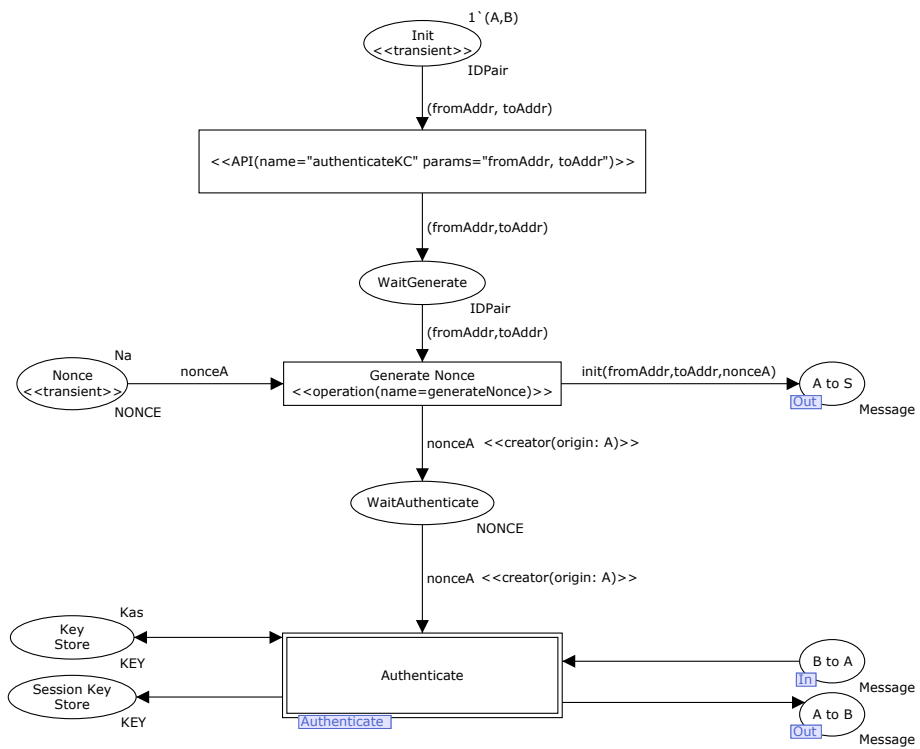 1`(A,B)
Init
<<transient>>
IDPair
(fromAddr, toAddr)
<<API(name="authenticateKC" params="fromAddr, toAddr")>>
(fromAddr,toAddr)
WaitGenerate
IDPair
(fromAddr,toAddr)
Na
Nonce
<<transient>>
NONCE
nonceA
Generate Nonce
<<operation(name=generateNonce)>>
init(fromAddr,toAddr,nonceA)
A to S
Out
Message
nonceA <<creator(origin: A)>>
WaitAuthenticate
NONCE
nonceA <<creator(origin: A)>>
Kas
Key
Store
KEY
Session Key
Store
KEY
Authenticate
Authenticate
B to A
In
Message
A to B
Out
Message